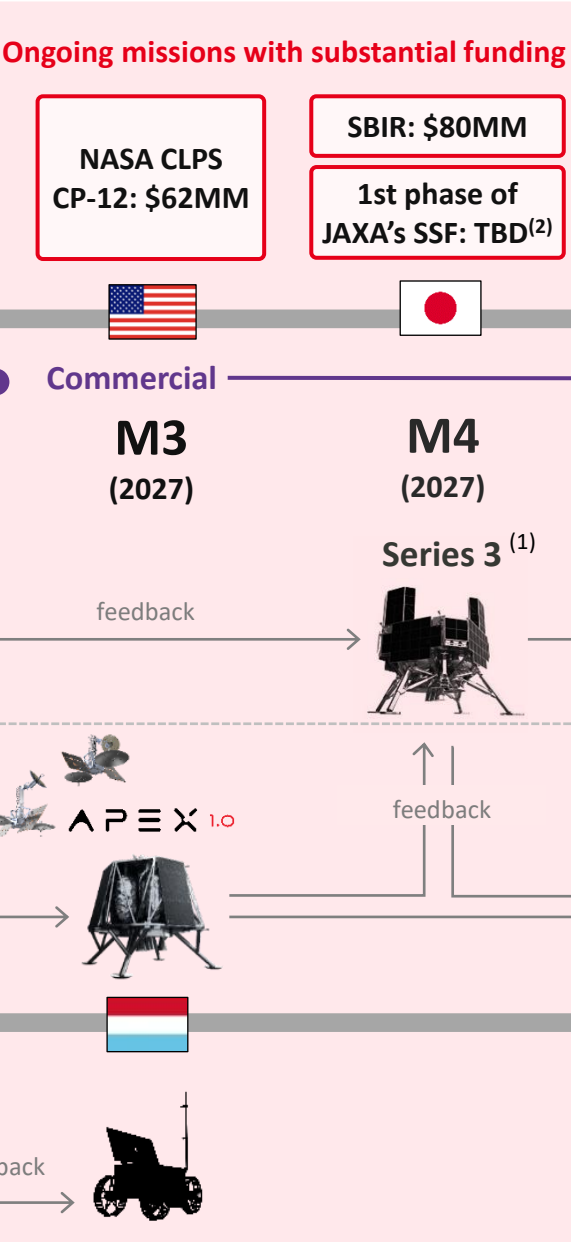 Ongoing missions with substantial funding
NASA CLPS
CP-12: $62MM
SBIR: $80MM
1st phase of
JAXA's SSF: TBD(2)
Commercial
M3
(2027)
M4
(2027)
Series 3 (1)
feedback
APEX 1.0
feedback
back